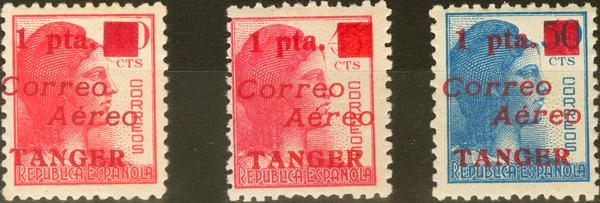 1 pta.
CTS
Correo
Aéreo
CORREOS
TANGER
REPUBLICA ESPAÑOLA
1 pta. 45
CTS
Correo
Aéreo
CORREOS
TANGER
REPUBLICA ESPAÑOLA
1 pta. 50
CTS
Correo
Aéreo
CORREOS
TANGER
REPUBLICA ESPAÑOLA